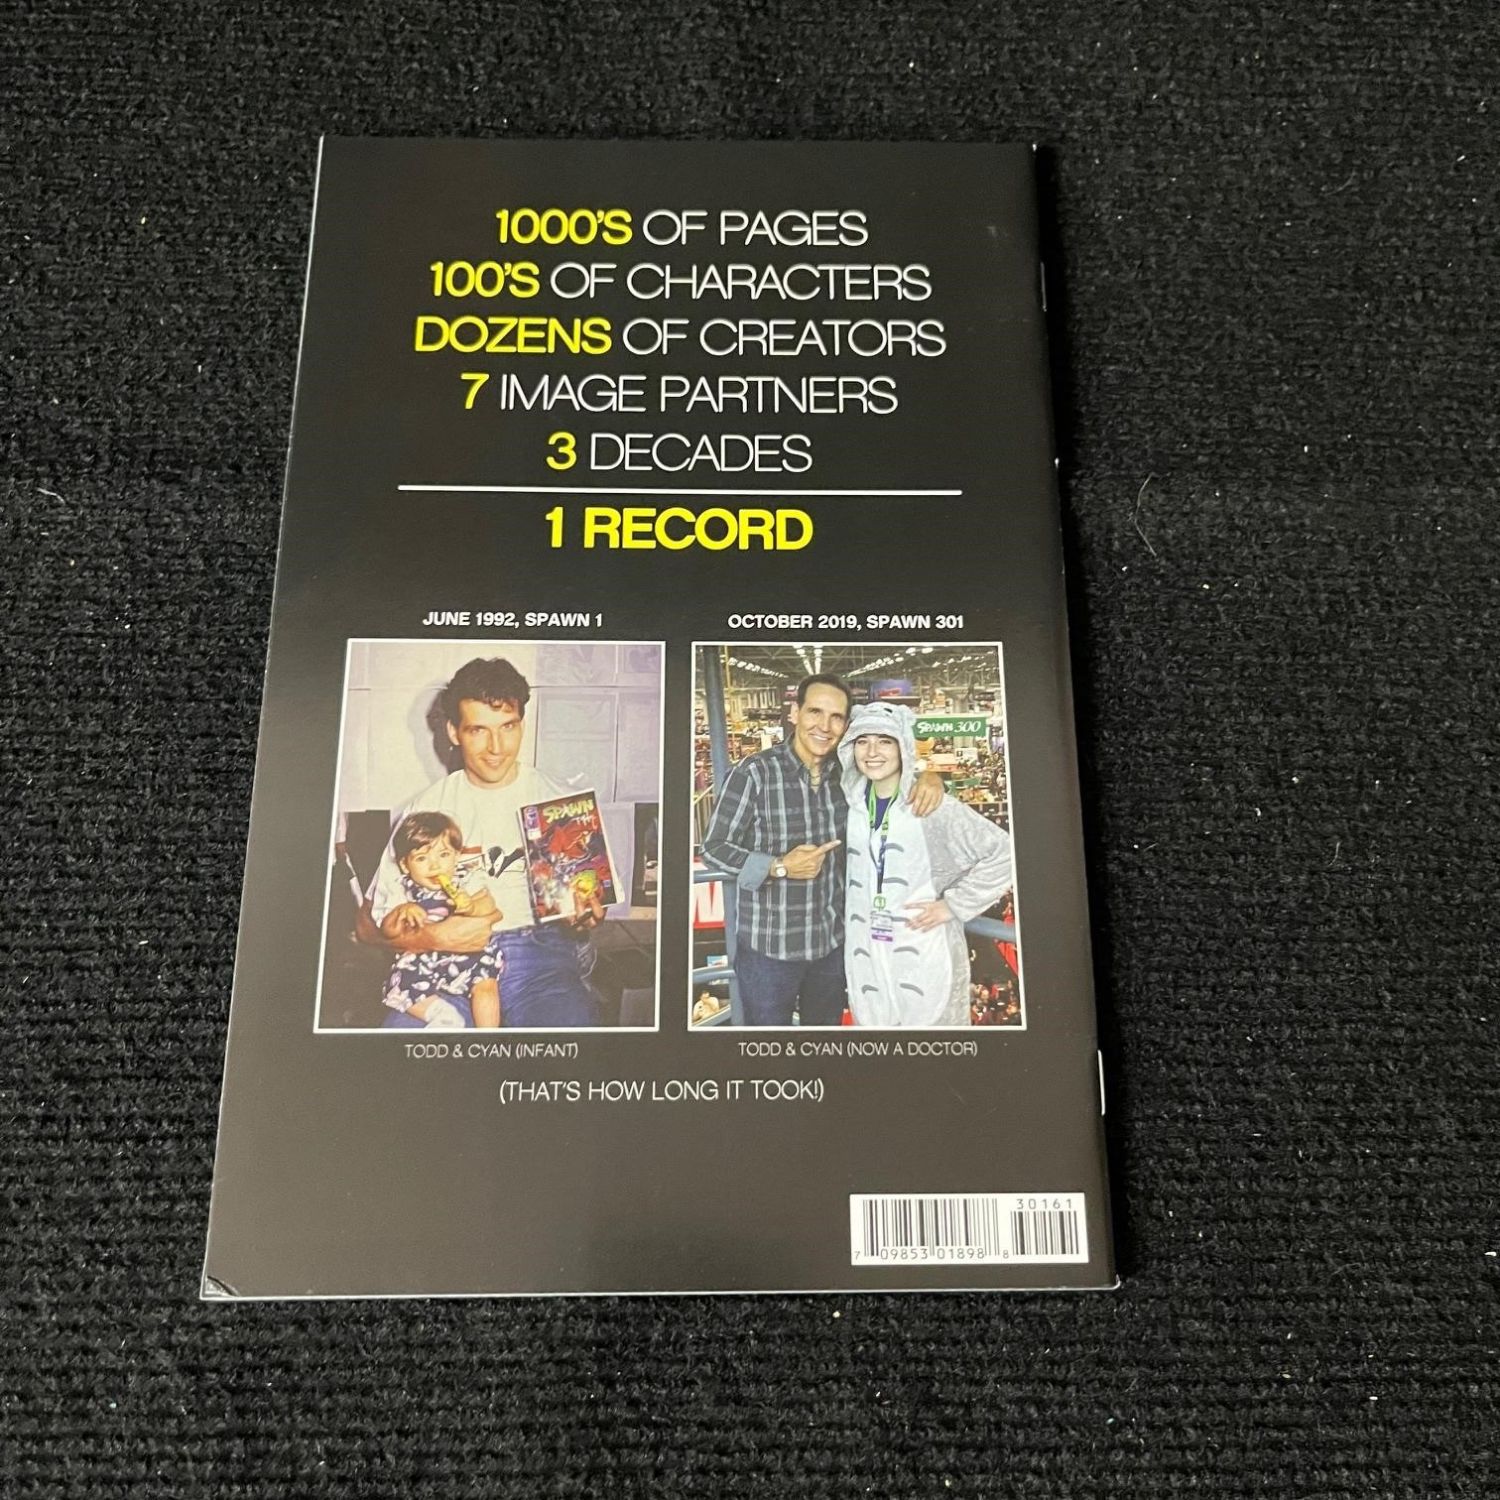 1000'S OF PAGES
100'S OF CHARACTERS
DOZENS OF CREATORS
7 IMAGE PARTNERS
3 DECADES
1 RECORD
JUNE 1992, SPAWN 1
OCTOBER 2019, SPAWN 301
SPAWN
SPAWN 300
TODD & CYAN (INFANT)
TODD & CYAN (NOW A DOCTOR)
(THAT'S HOW LONG IT TOOK!)
30161
7 09853 01898 8